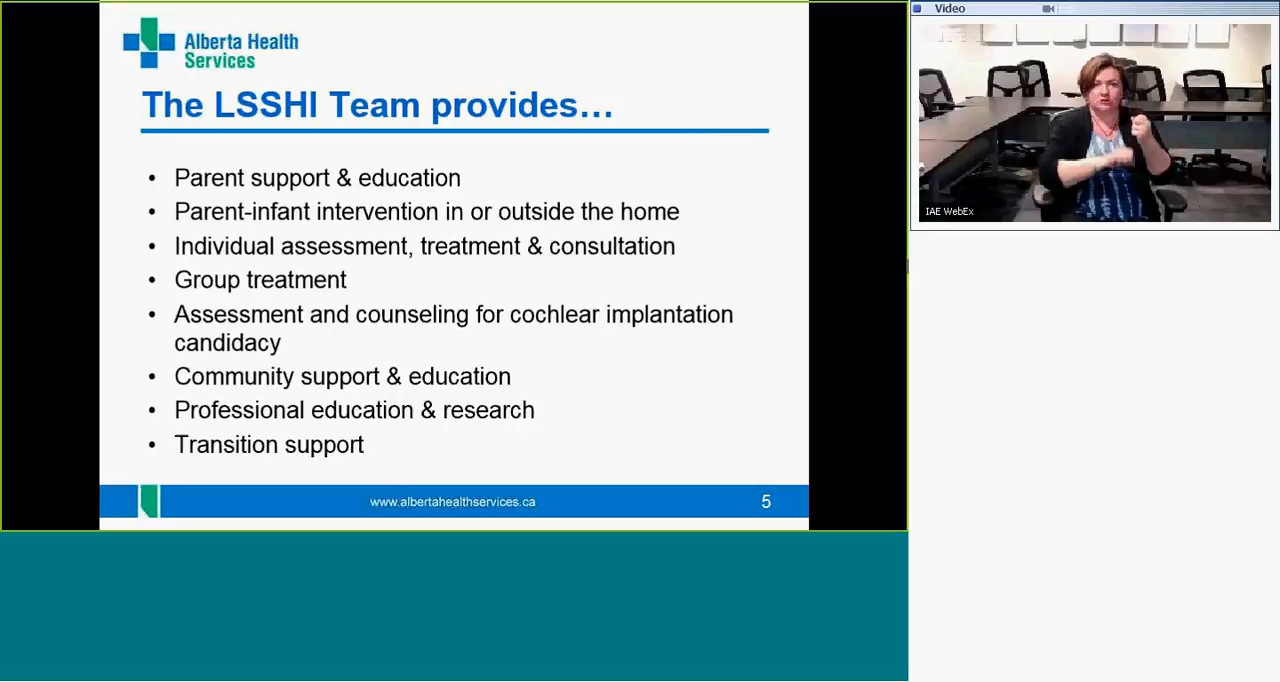 Alberta Health
Services
The LSSHI Team provides...
• Parent support & education
• Parent-infant intervention in or outside the home
• Individual assessment, treatment & consultation
• Group treatment
• Assessment and counseling for cochlear implantation
candidacy
• Community support & education
• Professional education & research
• Transition support
www.albertahealthservices.ca
5
Video
IAE WebEx